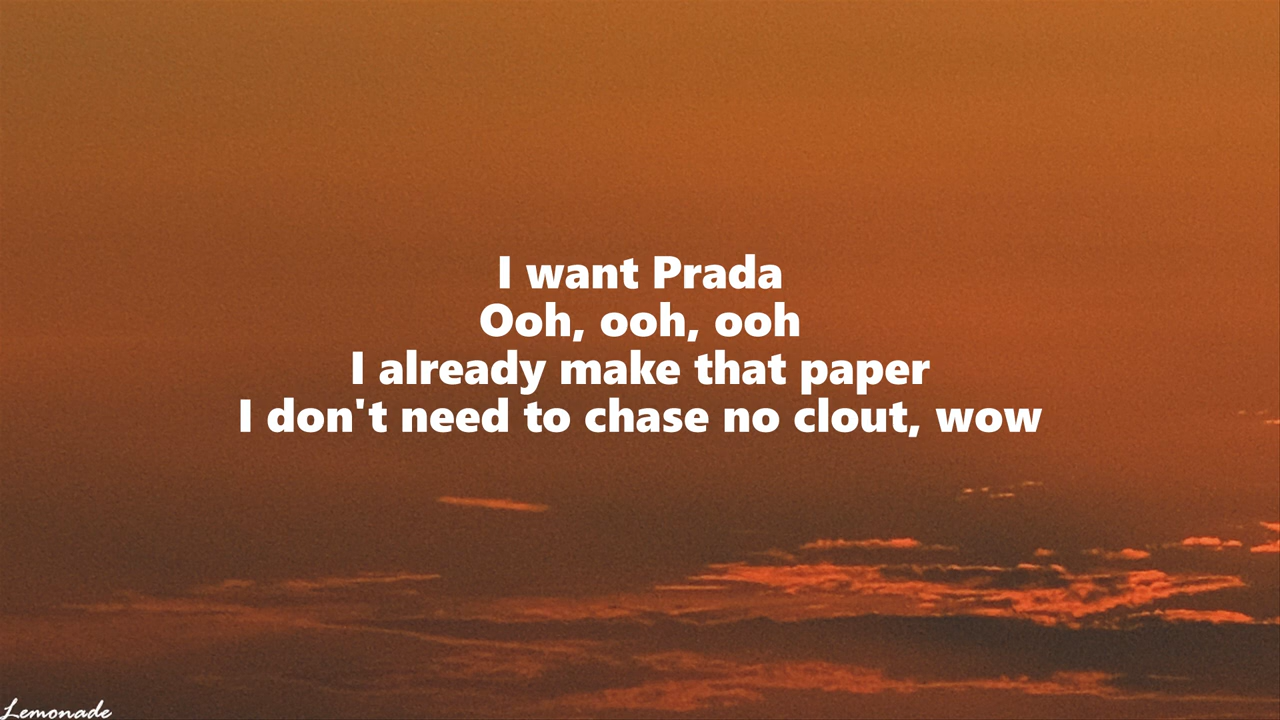 I want Prada
Ooh, ooh, ooh
I already make that paper
I don't need to chase no clout, wow
Lemonade